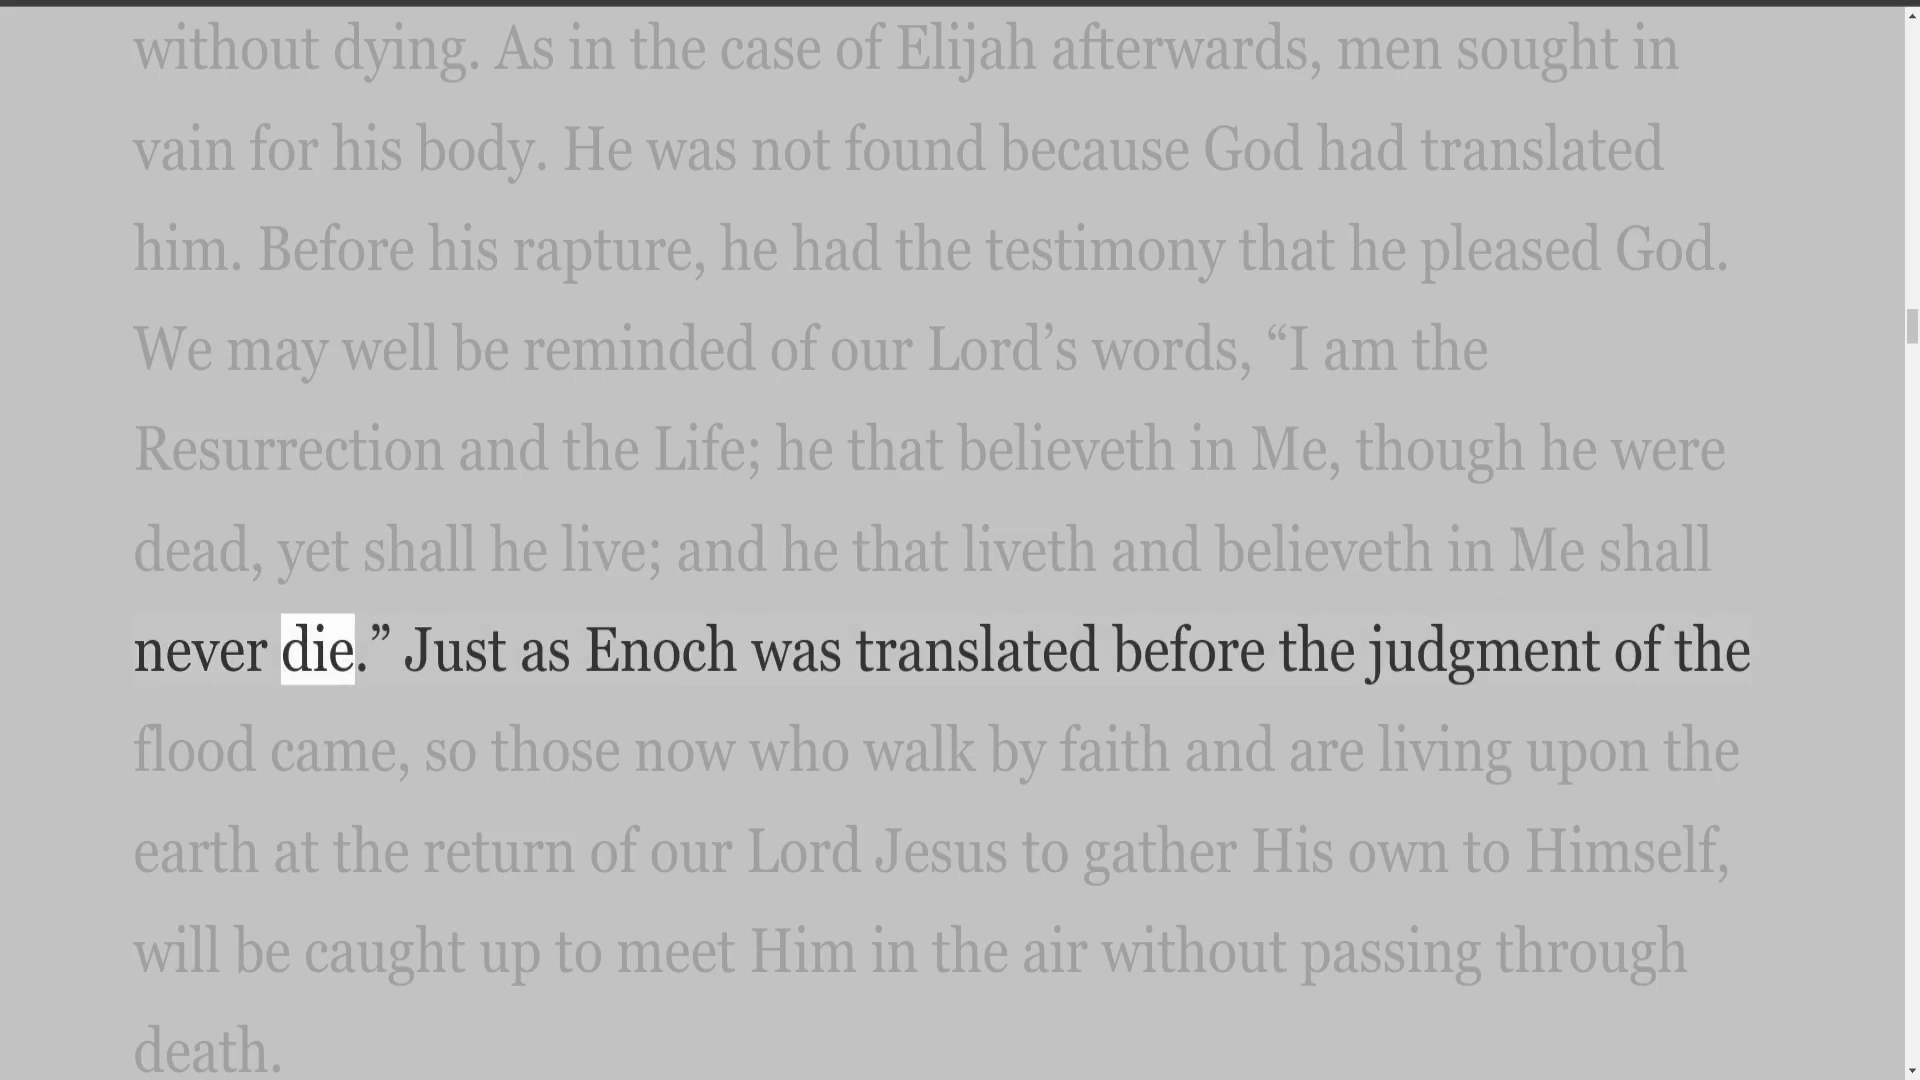 without dying. As in the case of Elijah afterwards, men sought in
vain for his body. He was not found because God had translated
him. Before his rapture, he had the testimony that he pleased God.
We may well be reminded of our Lord’s words, “I am the
Resurrection and the Life; he that believeth in Me, though he were
dead, yet shall he live; and he that liveth and believeth in Me shall
never die.” Just as Enoch was translated before the judgment of the
flood came, so those now who walk by faith and are living upon the
earth at the return of our Lord Jesus to gather His own to Himself,
will be caught up to meet Him in the air without passing through
death.